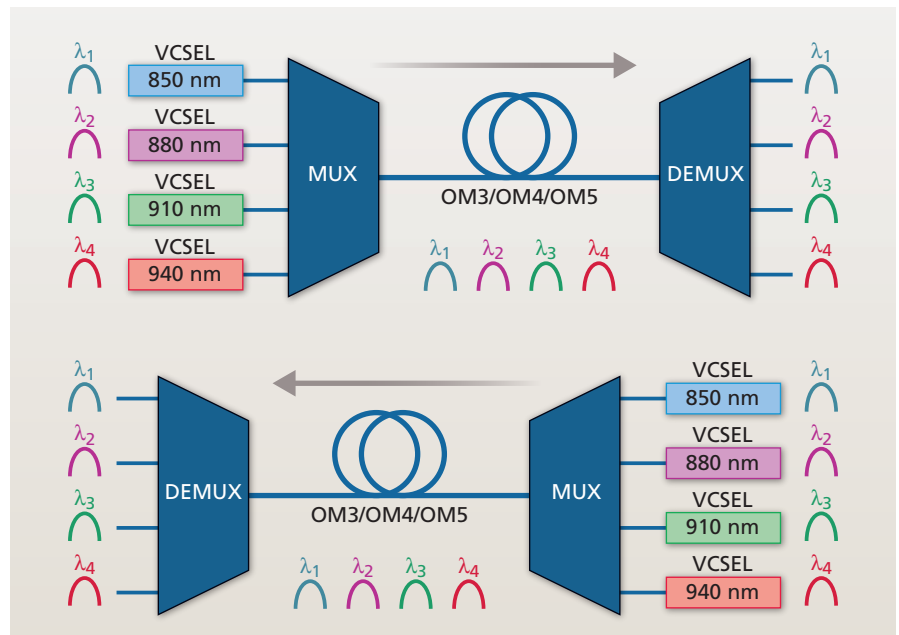 λ1 VCSEL λ1
850 nm
λ2 VCSEL λ2
880 nm
MUX DEMUX
λ3 VCSEL OM3/OM4/OM5 λ3
910 nm
λ4 VCSEL λ1 λ2 λ3 λ4 λ4
940 nm
λ1 VCSEL λ1
850 nm
λ2 VCSEL λ2
880 nm
DEMUX MUX
λ3 OM3/OM4/OM5 VCSEL λ3
910 nm
λ4 λ1 λ2 λ3 λ4 VCSEL λ4
940 nm